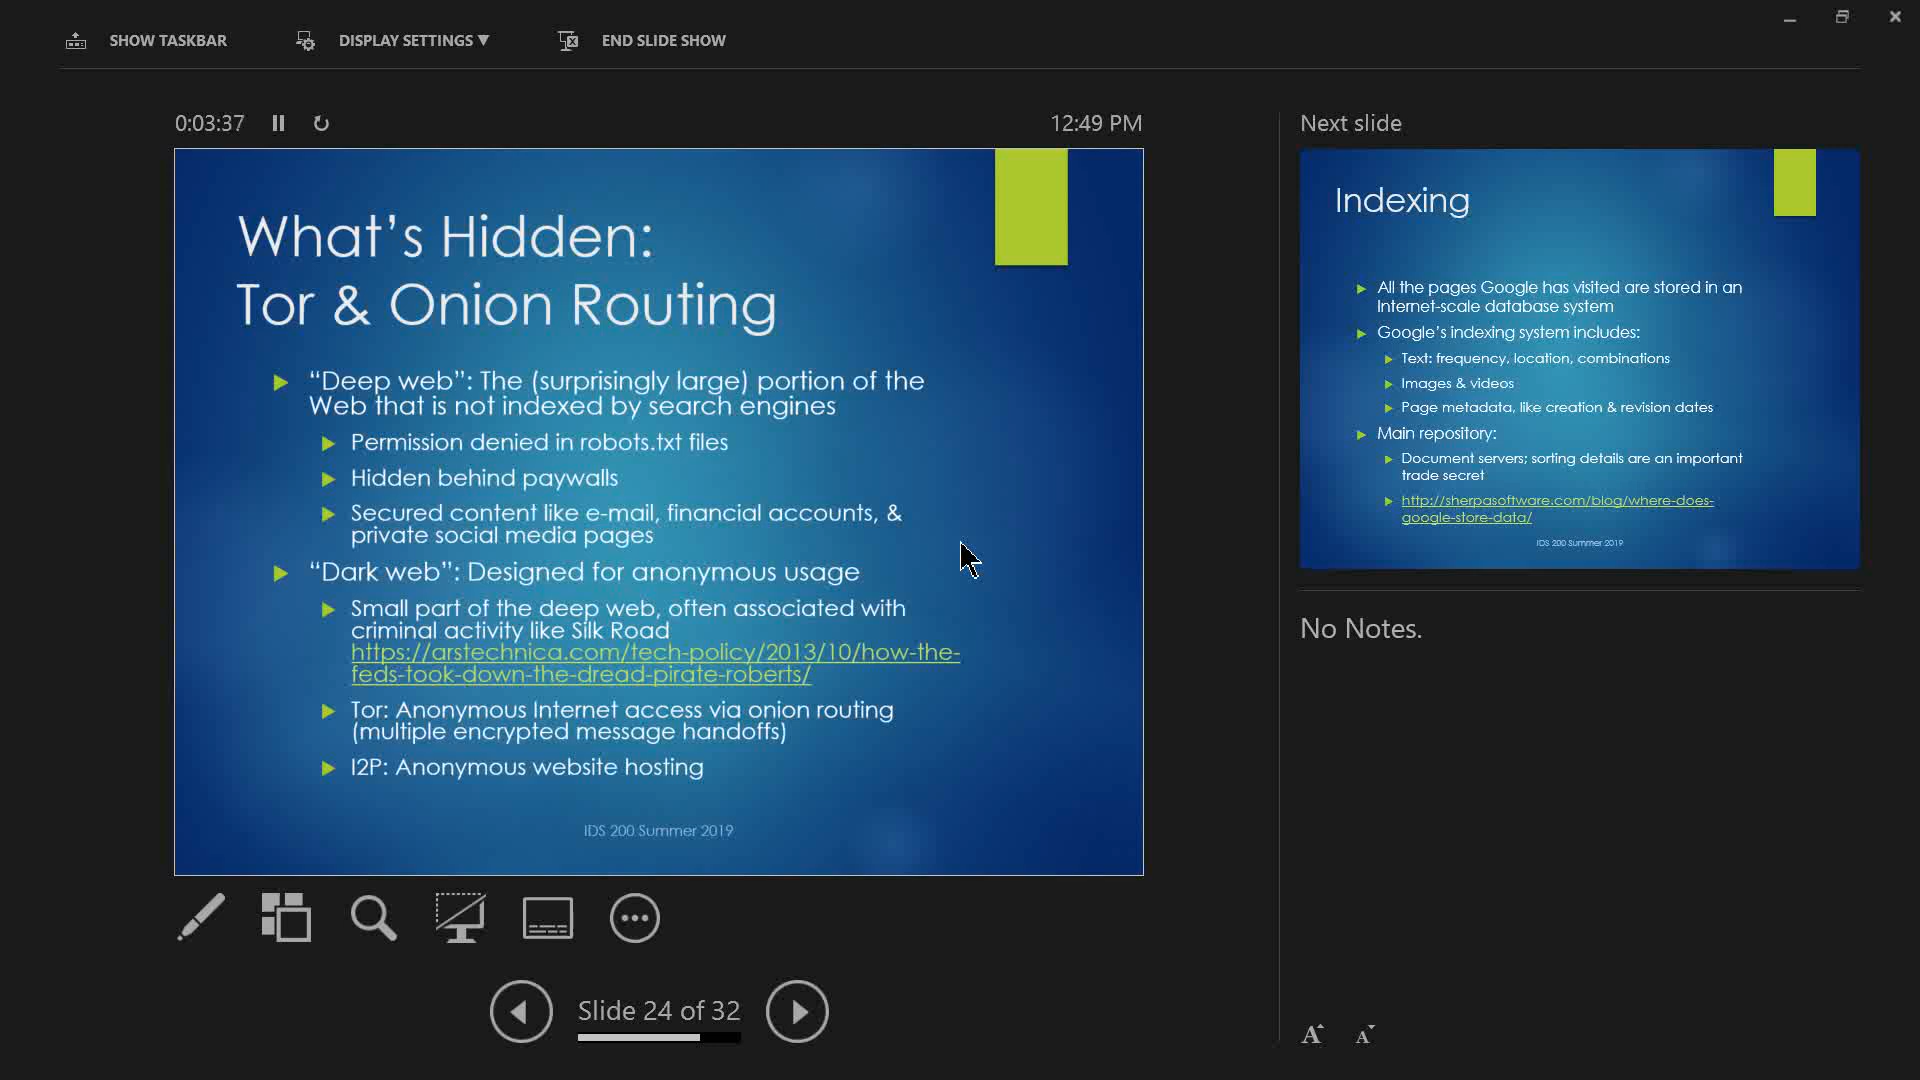 SHOW TASKBAR
DISPLAY SETTINGS ▼
END SLIDE SHOW
0:03:37
12:49 PM
What’s Hidden:
Tor & Onion Routing
“Deep web”: The (surprisingly large) portion of the
Web that is not indexed by search engines
Permission denied in robots.txt files
Hidden behind paywalls
Secured content like e-mail, financial accounts, &
private social media pages
“Dark web”: Designed for anonymous usage
Small part of the deep web, often associated with
criminal activity like Silk Road
https://arstechnica.com/tech-policy/2013/10/how-the-
feds-took-down-the-dread-pirate-roberts/
Tor: Anonymous Internet access via onion routing
(multiple encrypted message handoffs)
I2P: Anonymous website hosting
IDS 200 Summer 2019
Slide 24 of 32
Next slide
Indexing
All the pages Google has visited are stored in an
Internet-scale database system
Google’s indexing system includes:
Text: frequency, location, combinations
Images & videos
Page metadata, like creation & revision dates
Main repository:
Document servers; sorting details are an important
trade secret
http://sherpasoftware.com/blog/where-does-
google-store-data/
IDS 200 Summer 2019
No Notes.
A A